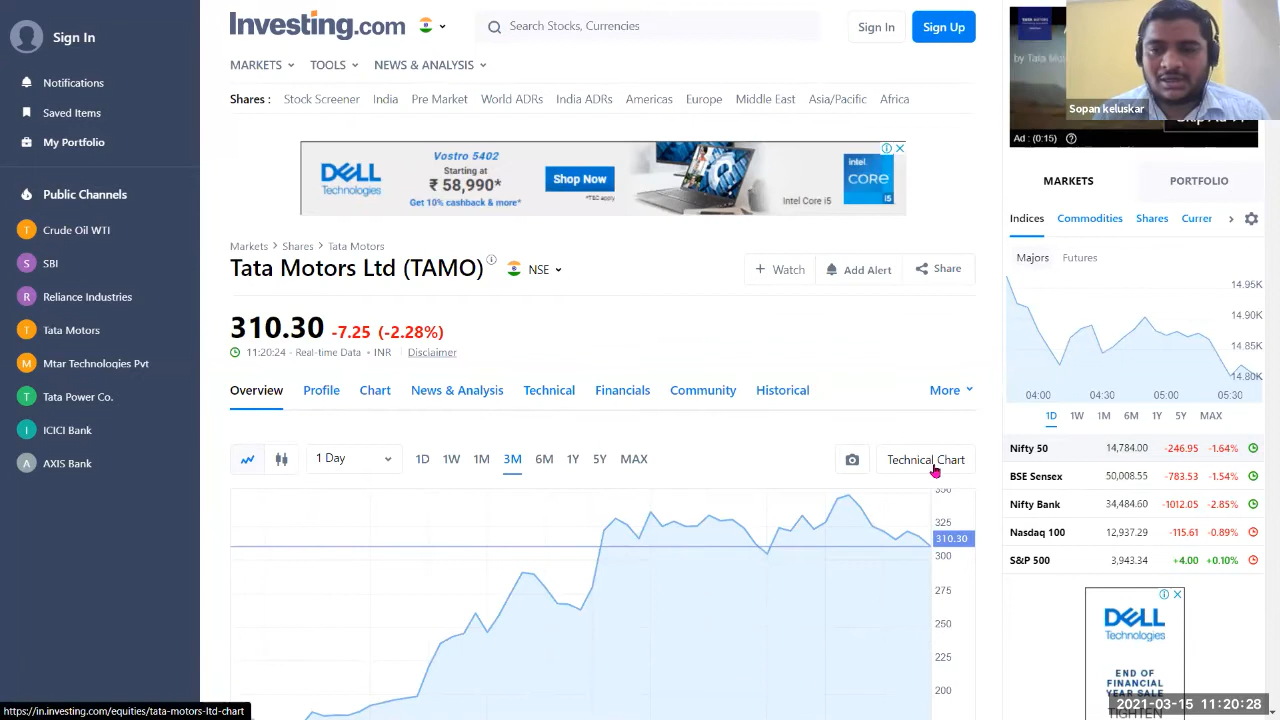 Sign In
Notifications
Saved Items
My Portfolio
Public Channels
T Crude Oil WTI
S SBI
R Reliance Industries
T Tata Motors
M Mtar Technologies Pvt
T Tata Power Co.
I ICICI Bank
A AXIS Bank
https://in.investing.com/equities/tata-motors-ltd-chart
Investing.com
Search Stocks, Currencies
Sign In
Sign Up
MARKETS
TOOLS
NEWS & ANALYSIS
Shares : Stock Screener India Pre Market World ADRs India ADRs Americas Europe Middle East Asia/Pacific Africa
DELL
Technologies
Vostro 5402
Starting at
₹ 58,990*
Get 10% cashback & more*
Shop Now
*T&C apply
Intel Core i5
intel
CORE
i5
Markets > Shares > Tata Motors
Tata Motors Ltd (TAMO)
NSE
+ Watch
Add Alert
Share
310.30 -7.25 (-2.28%)
11:20:24 - Real-time Data • INR Disclaimer
Overview Profile Chart News & Analysis Technical Financials Community Historical More
1 Day
1D 1W 1M 3M 6M 1Y 5Y MAX
Technical Chart
350
325
310.30
300
275
250
225
200
TATA MOTORS
Sopan keluskar
Ad : (0:15)
MARKETS PORTFOLIO
Indices Commodities Shares Curren
Majors Futures
14.95K
14.90K
14.85K
14.80K
04:00 04:30 05:00 05:30
1D 1W 1M 6M 1Y 5Y MAX
Nifty 50 14,784.00 -246.95 -1.64%
BSE Sensex 50,008.55 -783.53 -1.54%
Nifty Bank 34,484.60 -1012.05 -2.85%
Nasdaq 100 12,937.29 -115.61 -0.89%
S&P 500 3,943.34 +4.00 +0.10%
DELL
Technologies
END OF
FINANCIAL
YEAR SALE
TIGHTEN
2021-03-15 11:20:28